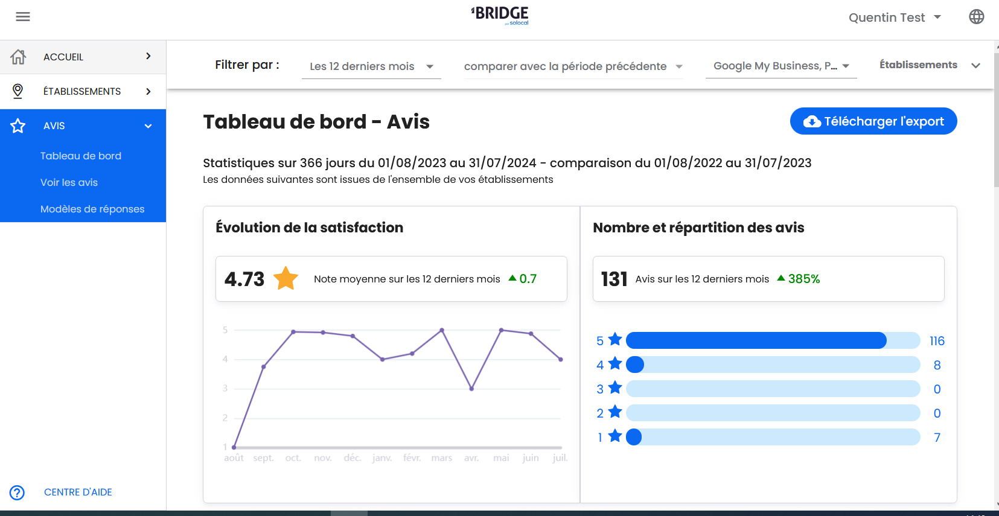 BRIDGE
par solocal
Quentin Test
ACCUEIL
ÉTABLISSEMENTS
AVIS
Tableau de bord
Voir les avis
Modèles de réponses
CENTRE D'AIDE
Filtrer par :
Les 12 derniers mois
comparer avec la période précédente
Google My Business, P...
Établissements
Tableau de bord - Avis
Télécharger l'export
Statistiques sur 366 jours du 01/08/2023 au 31/07/2024 - comparaison du 01/08/2022 au 31/07/2023
Les données suivantes sont issues de l'ensemble de vos établissements
Évolution de la satisfaction
4.73 Note moyenne sur les 12 derniers mois 0.7
5
4
3
2
1
août sept. oct. nov. déc. janv. févr. mars avr. mai juin juil.
Nombre et répartition des avis
131 Avis sur les 12 derniers mois 385%
5 116
4 8
3 0
2 0
1 7